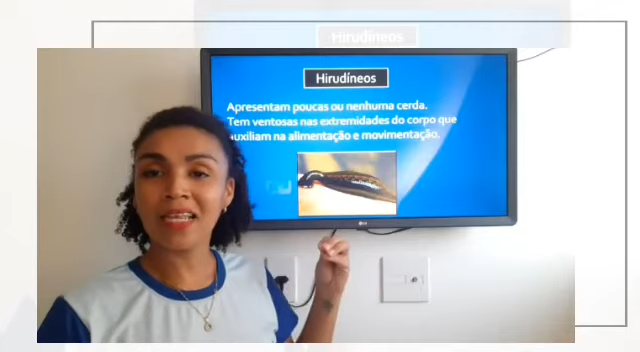 Hirudíneos
Hirudíneos
Apresentam poucas ou nenhuma cerda.
Tem ventosas nas extremidades do corpo que
auxiliam na alimentação e movimentação.
LG